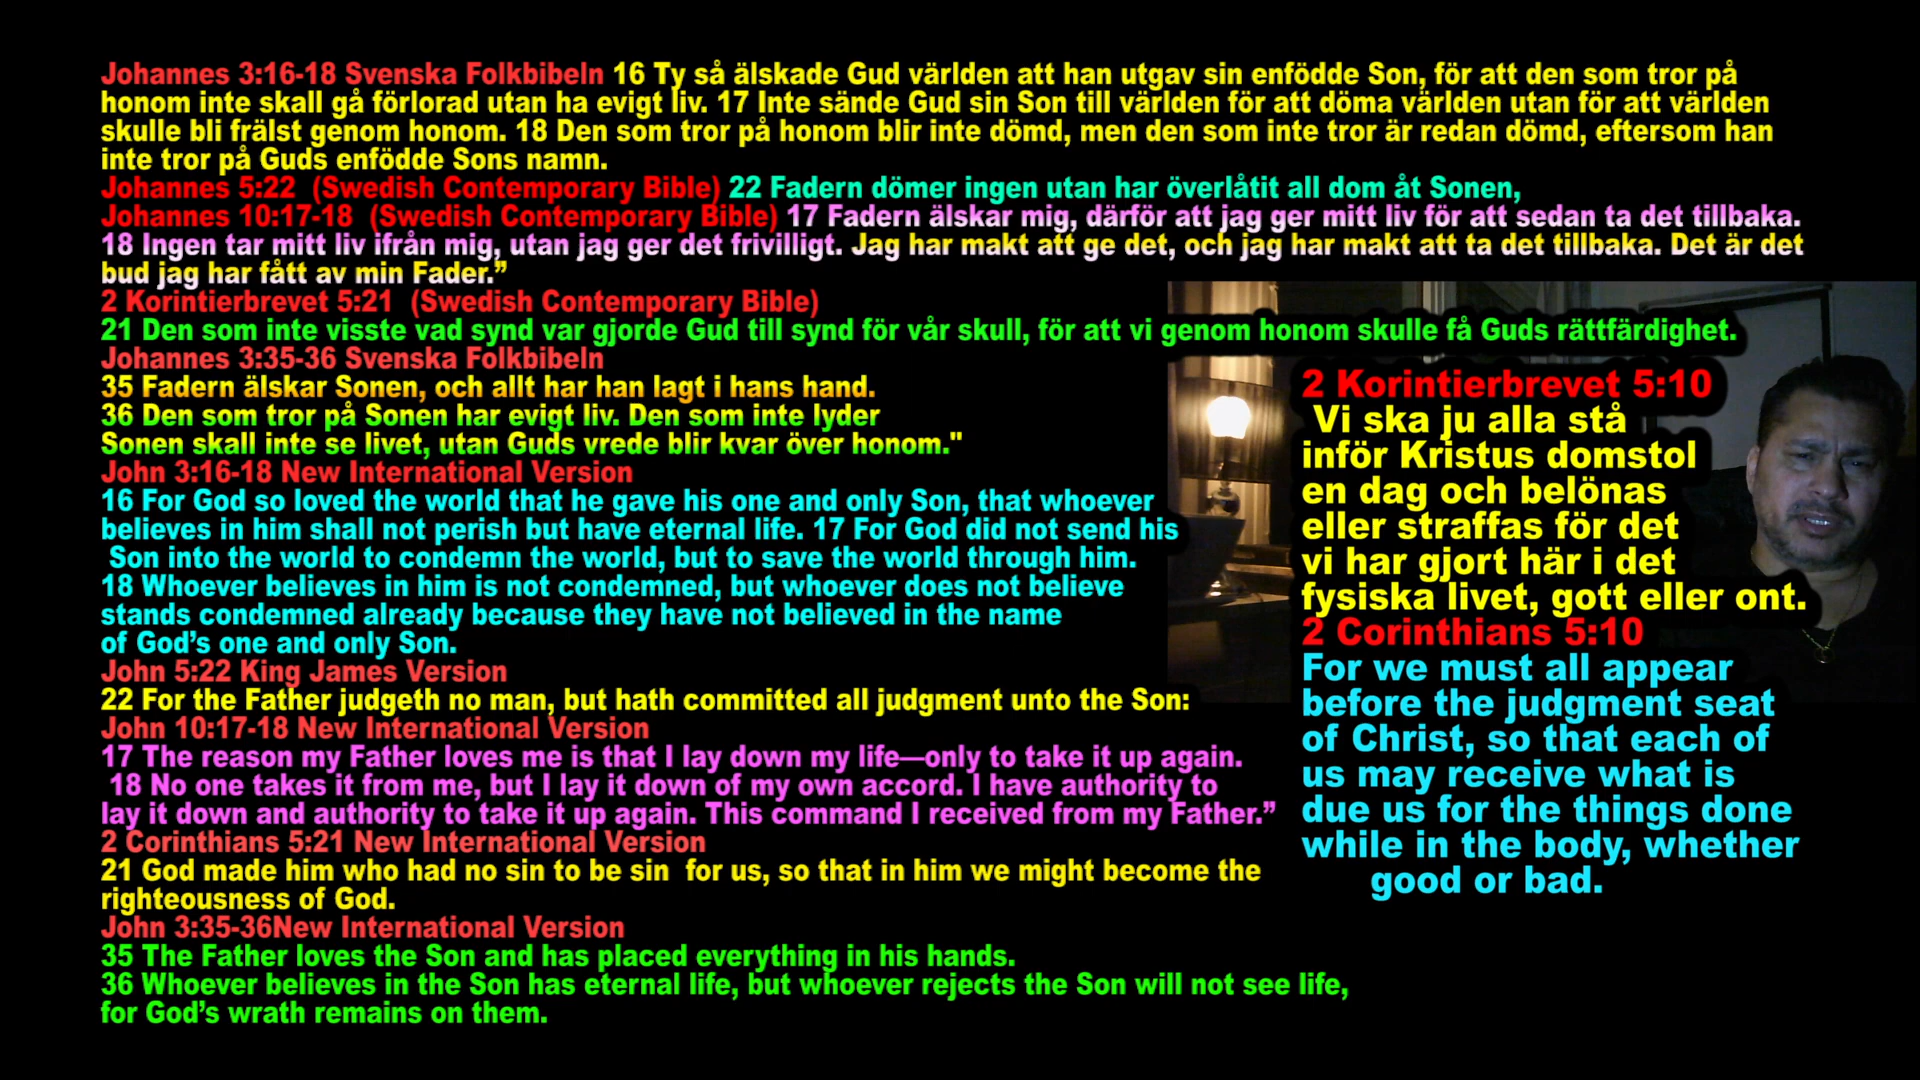 Johannes 3:16-18 Svenska Folkbibeln 16 Ty så älskade Gud världen att han utgav sin enfödde Son, för att den som tror på
honom inte skall gå förlorad utan ha evigt liv. 17 Inte sände Gud sin Son till världen för att döma världen utan för att världen
skulle bli frälst genom honom. 18 Den som tror på honom blir inte dömd, men den som inte tror är redan dömd, eftersom han
inte tror på Guds enfödde Sons namn.
Johannes 5:22 (Swedish Contemporary Bible) 22 Fadern dömer ingen utan har överlåtit all dom åt Sonen,
Johannes 10:17-18 (Swedish Contemporary Bible) 17 Fadern älskar mig, därför att jag ger mitt liv för att sedan ta det tillbaka.
18 Ingen tar mitt liv ifrån mig, utan jag ger det frivilligt. Jag har makt att ge det, och jag har makt att ta det tillbaka. Det är det
bud jag har fått av min Fader.”
2 Korintierbrevet 5:21 (Swedish Contemporary Bible)
21 Den som inte visste vad synd var gjorde Gud till synd för vår skull, för att vi genom honom skulle få Guds rättfärdighet.
Johannes 3:35-36 Svenska Folkbibeln
35 Fadern älskar Sonen, och allt har han lagt i hans hand.
36 Den som tror på Sonen har evigt liv. Den som inte lyder
Sonen skall inte se livet, utan Guds vrede blir kvar över honom."
John 3:16-18 New International Version
16 For God so loved the world that he gave his one and only Son, that whoever
believes in him shall not perish but have eternal life. 17 For God did not send his
Son into the world to condemn the world, but to save the world through him.
18 Whoever believes in him is not condemned, but whoever does not believe
stands condemned already because they have not believed in the name
of God’s one and only Son.
John 5:22 King James Version
22 For the Father judgeth no man, but hath committed all judgment unto the Son:
John 10:17-18 New International Version
17 The reason my Father loves me is that I lay down my life—only to take it up again.
18 No one takes it from me, but I lay it down of my own accord. I have authority to
lay it down and authority to take it up again. This command I received from my Father.”
2 Corinthians 5:21 New International Version
21 God made him who had no sin to be sin for us, so that in him we might become the
righteousness of God.
John 3:35-36New International Version
35 The Father loves the Son and has placed everything in his hands.
36 Whoever believes in the Son has eternal life, but whoever rejects the Son will not see life,
for God’s wrath remains on them.
2 Korintierbrevet 5:10
Vi ska ju alla stå
inför Kristus domstol
en dag och belönas
eller straffas för det
vi har gjort här i det
fysiska livet, gott eller ont.
2 Corinthians 5:10
For we must all appear
before the judgment seat
of Christ, so that each of
us may receive what is
due us for the things done
while in the body, whether
good or bad.